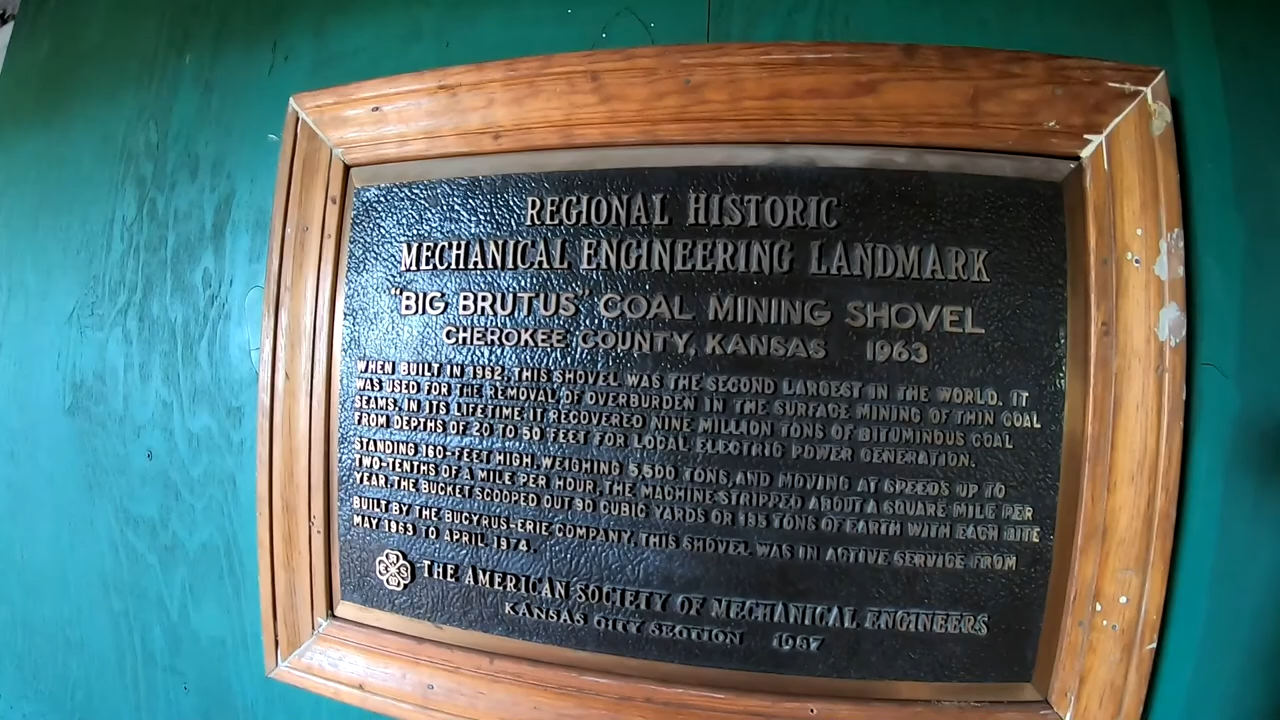 REGIONAL HISTORIC
MECHANICAL ENGINEERING LANDMARK
"BIG BRUTUS" COAL MINING SHOVEL
CHEROKEE COUNTY, KANSAS 1963
WHEN BUILT IN 1962, THIS SHOVEL WAS THE SECOND LARGEST IN THE WORLD. IT
WAS USED FOR THE REMOVAL OF OVERBURDEN IN THE SURFACE MINING OF THIN COAL
SEAMS. IN ITS LIFETIME IT RECOVERED NINE MILLION TONS OF BITUMINOUS COAL
FROM DEPTHS OF 20 TO 50 FEET FOR LOCAL ELECTRIC POWER GENERATION.
STANDING 160-FEET HIGH, WEIGHING 5,500 TONS, AND MOVING AT SPEEDS UP TO
TWO-TENTHS OF A MILE PER HOUR, THE MACHINE STRIPPED ABOUT A SQUARE MILE PER
YEAR. THE BUCKET SCOOPED OUT 90 CUBIC YARDS OR 135 TONS OF EARTH WITH EACH BITE
BUILT BY THE BUCYRUS-ERIE COMPANY, THIS SHOVEL WAS IN ACTIVE SERVICE FROM
MAY 1963 TO APRIL 1974.
THE AMERICAN SOCIETY OF MECHANICAL ENGINEERS
KANSAS CITY SECTION 1987